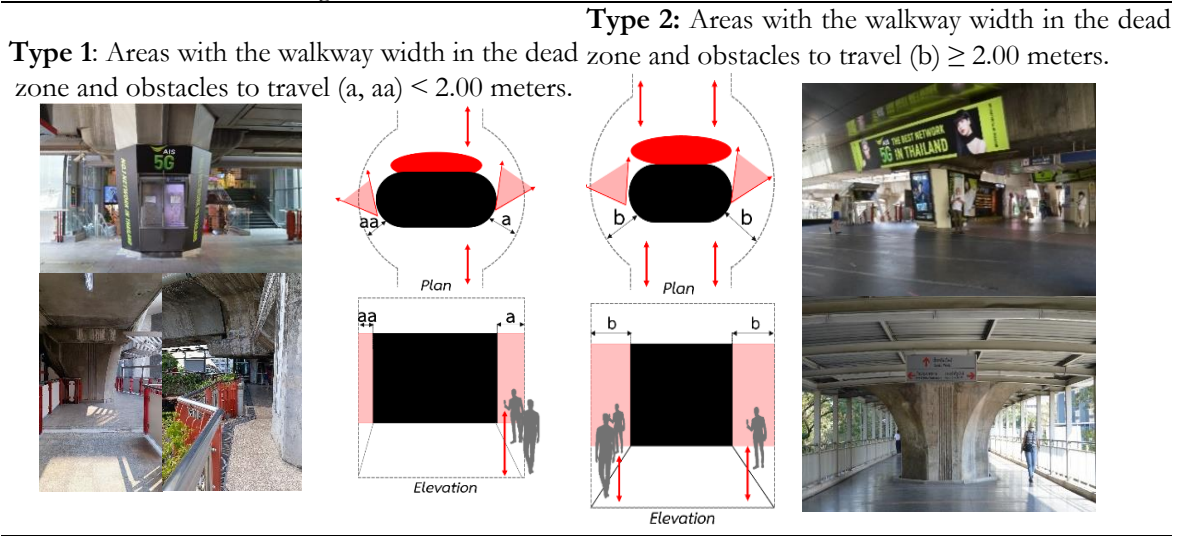 Type 1: Areas with the walkway width in the dead
zone and obstacles to travel (a, aa) < 2.00 meters.
AIS
5G
aa
a
Plan
aa
a
Elevation
Type 2: Areas with the walkway width in the dead
zone and obstacles to travel (b) ≥ 2.00 meters.
b
b
Plan
b
b
Elevation
AIS
5G THE BEST NETWORK
IN THAILAND